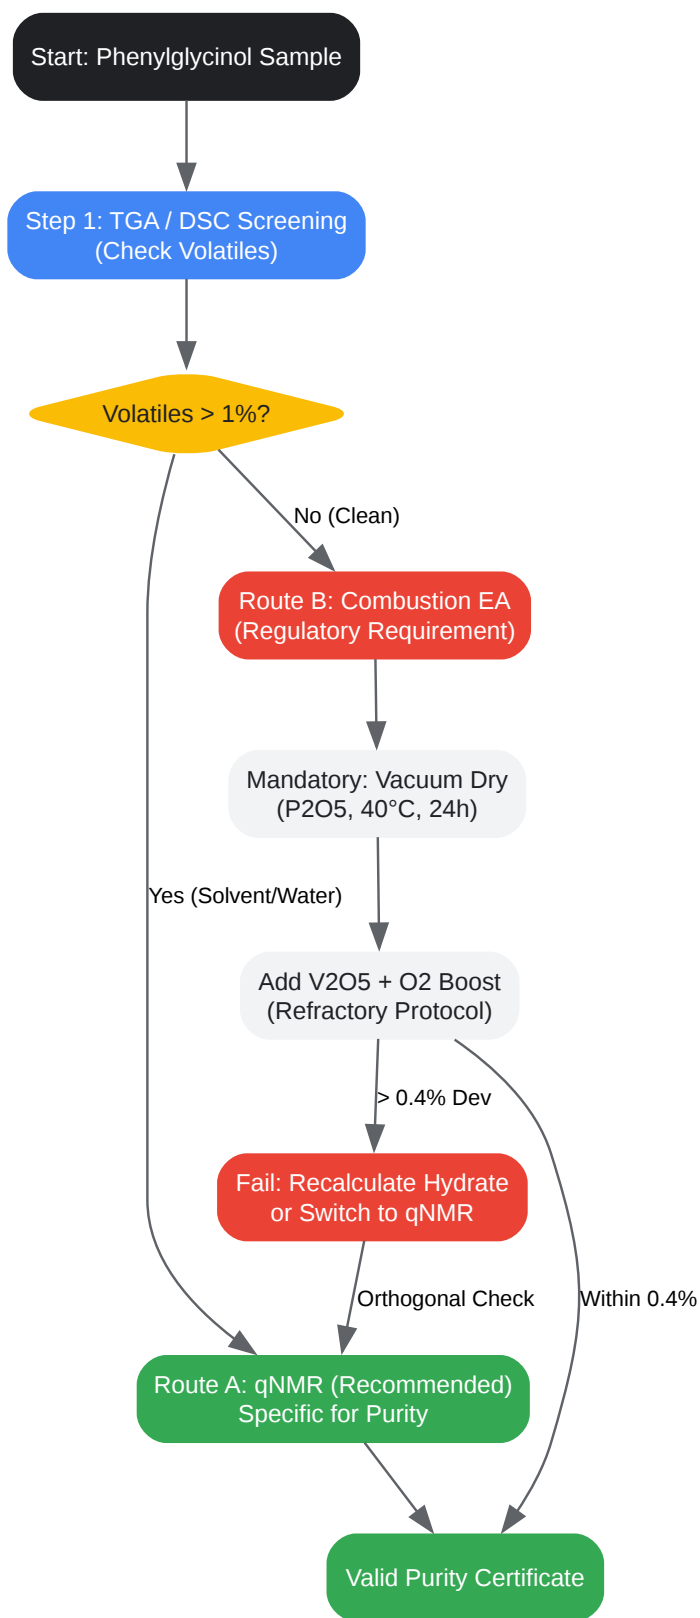 Start: Phenylglycinol Sample
Step 1: TGA / DSC Screening
(Check Volatiles)
Volatiles > 1%?
No (Clean)
Route B: Combustion EA
(Regulatory Requirement)
Mandatory: Vacuum Dry
(P2O5, 40°C, 24h)
Yes (Solvent/Water)
Add V2O5 + O2 Boost
(Refractory Protocol)
> 0.4% Dev
Fail: Recalculate Hydrate
or Switch to qNMR
Orthogonal Check
Within 0.4%
Route A: qNMR (Recommended)
Specific for Purity
Valid Purity Certificate